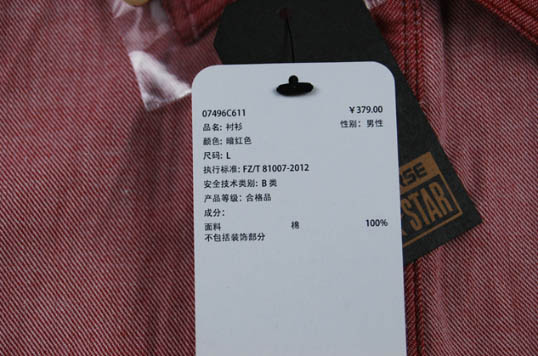 07496C611 ￥379.00
品名: 衬衫 性别: 男性
颜色: 暗红色
尺码: L
执行标准: FZ/T 81007-2012
安全技术类别: B 类
产品等级: 合格品
成分:
面料 棉 100%
不包括装饰部分
STAR